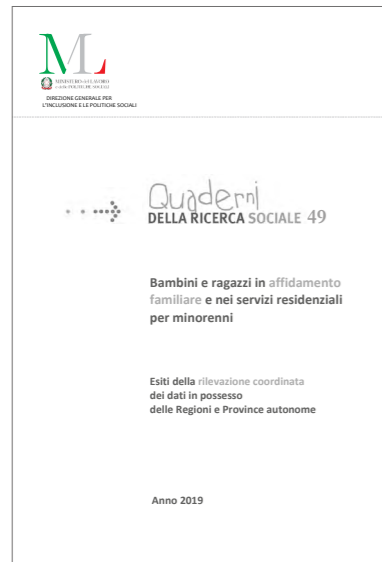 ML
MINISTERO del LAVORO
e delle POLITICHE SOCIALI
DIREZIONE GENERALE PER
L'INCLUSIONE E LE POLITICHE SOCIALI
Quaderni
DELLA RICERCA SOCIALE 49
Bambini e ragazzi in affidamento
familiare e nei servizi residenziali
per minorenni
Esiti della rilevazione coordinata
dei dati in possesso
delle Regioni e Province autonome
Anno 2019